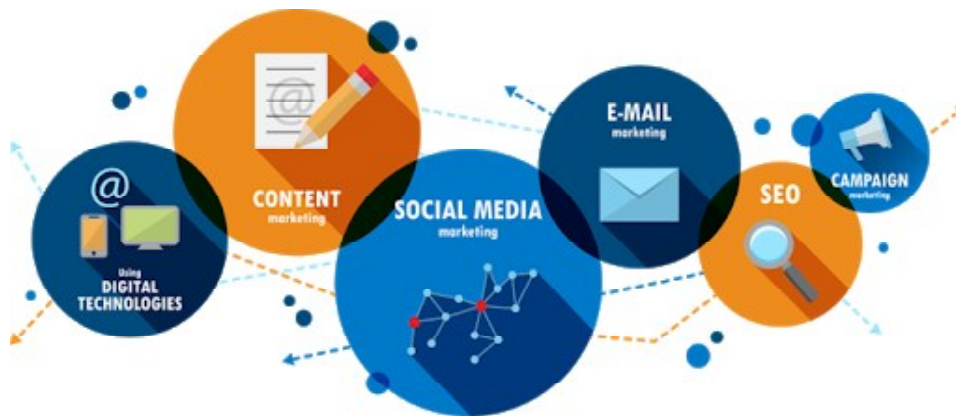 @
Using
DIGITAL
TECHNOLOGIES
@
CONTENT
marketing
SOCIAL MEDIA
marketing
E-MAIL
marketing
SEO
CAMPAIGN
marketing